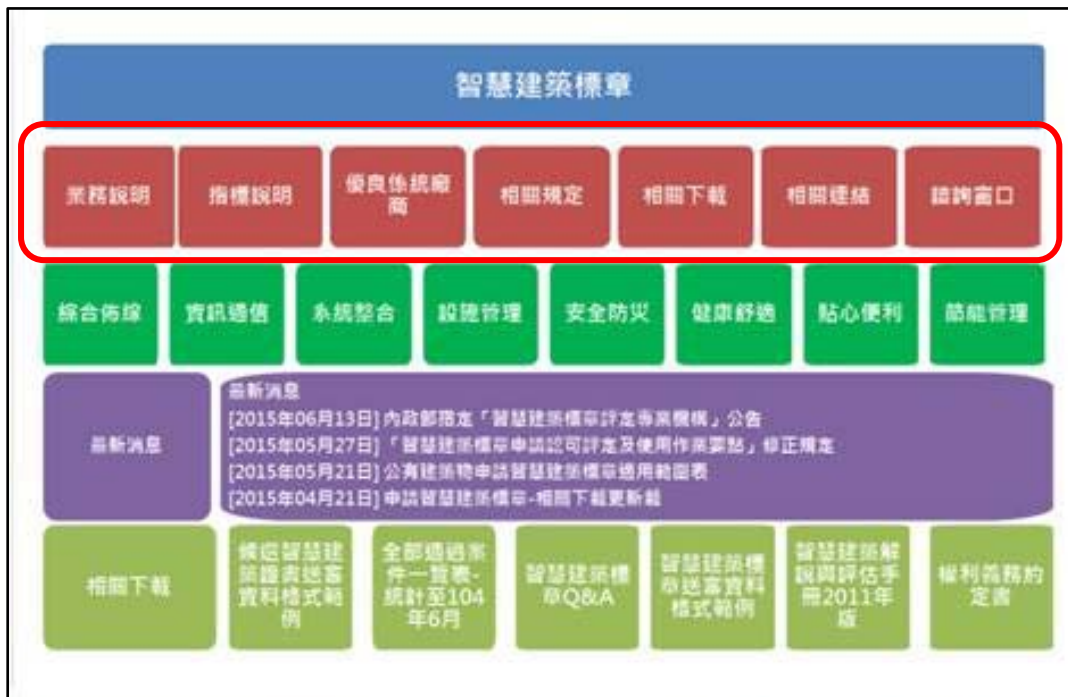 智慧建築標章
業務說明
指標說明
優良係統廠
商
相關規定
相關下載
相關連結
諮詢窗口
綜合佈線
資訊通信
系統整合
設施管理
安全防災
健康舒適
貼心便利
節能管理
最新消息
最新消息
[2015年06月13日] 內政部指定「智慧建築標章評定專業機構」公告
[2015年05月27日] 「智慧建築標章申請認可評定及使用作業要點」修正規定
[2015年05月21日] 公有建築物申請智慧建築標章適用範圍表
[2015年04月21日] 申請智慧建築標章-相關下載更新載
相關下載
候選智慧建
築證書送審
資料格式範
例
全部通過案
件一覽表-
統計至104
年6月
智慧建築標
章Q&A
智慧建築標
章送審資料
格式範例
智慧建築解
說與評估手
冊2011年
版
權利義務約
定書